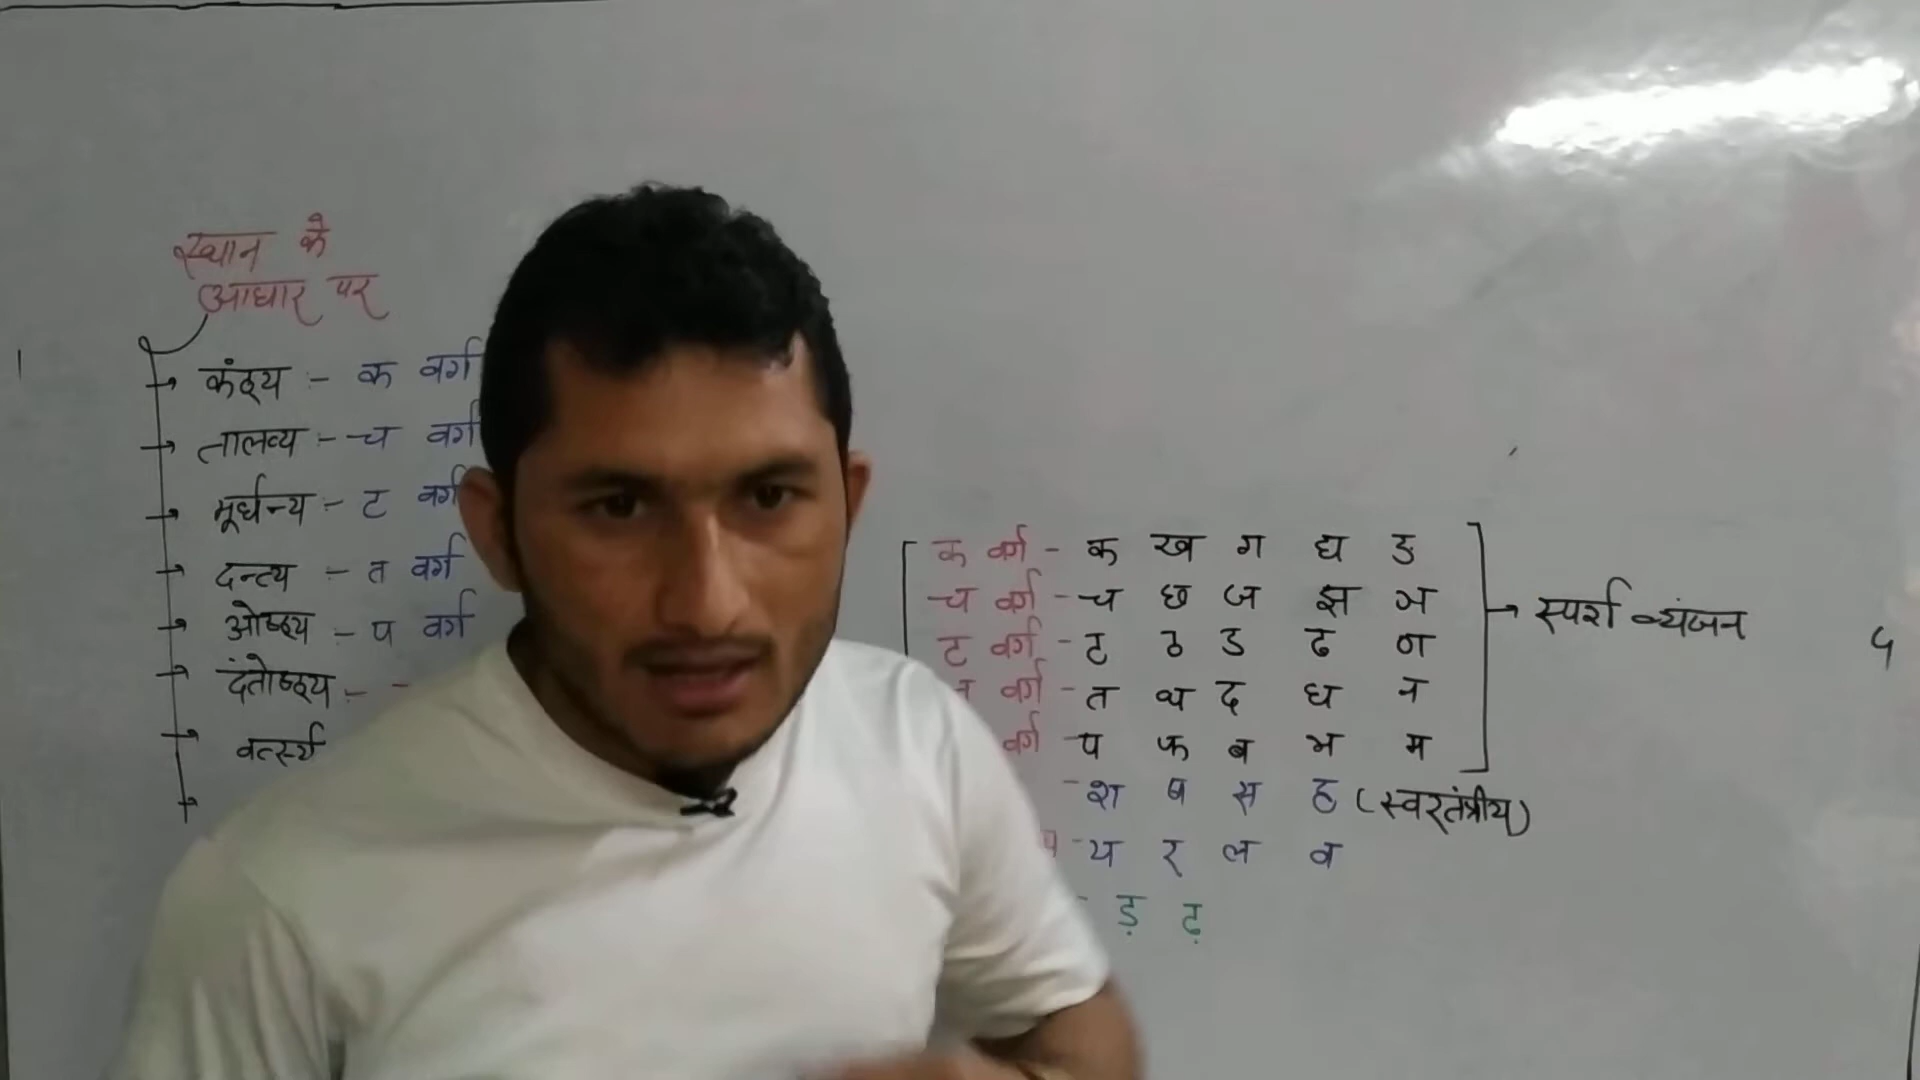 स्थान के
आधार पर
कंठ्य :- क वर्ग
तालव्य :- च वर्ग
मूर्धन्य :- ट वर्ग
दन्त्य :- त वर्ग
ओष्ठ्य :- प वर्ग
दंतोष्ठ्य - -
वर्त्स्य
क वर्ग - क ख ग घ ङ
च वर्ग - च छ ज झ ञ
ट वर्ग - ट ठ ड ढ ण
त वर्ग - त थ द ध न
वर्ग - प फ ब भ म
स्पर्श व्यंजन
- श ष स ह (स्वरतंत्रीय)
- य र ल व
- ड़ ढ़
५